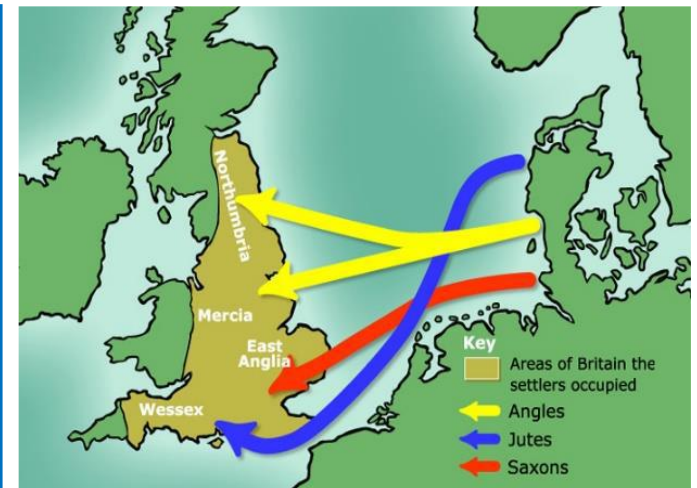 Northumbria
Mercia
East
Anglia
Wessex
Key
Areas of Britain the
settlers occupied
Angles
Jutes
Saxons